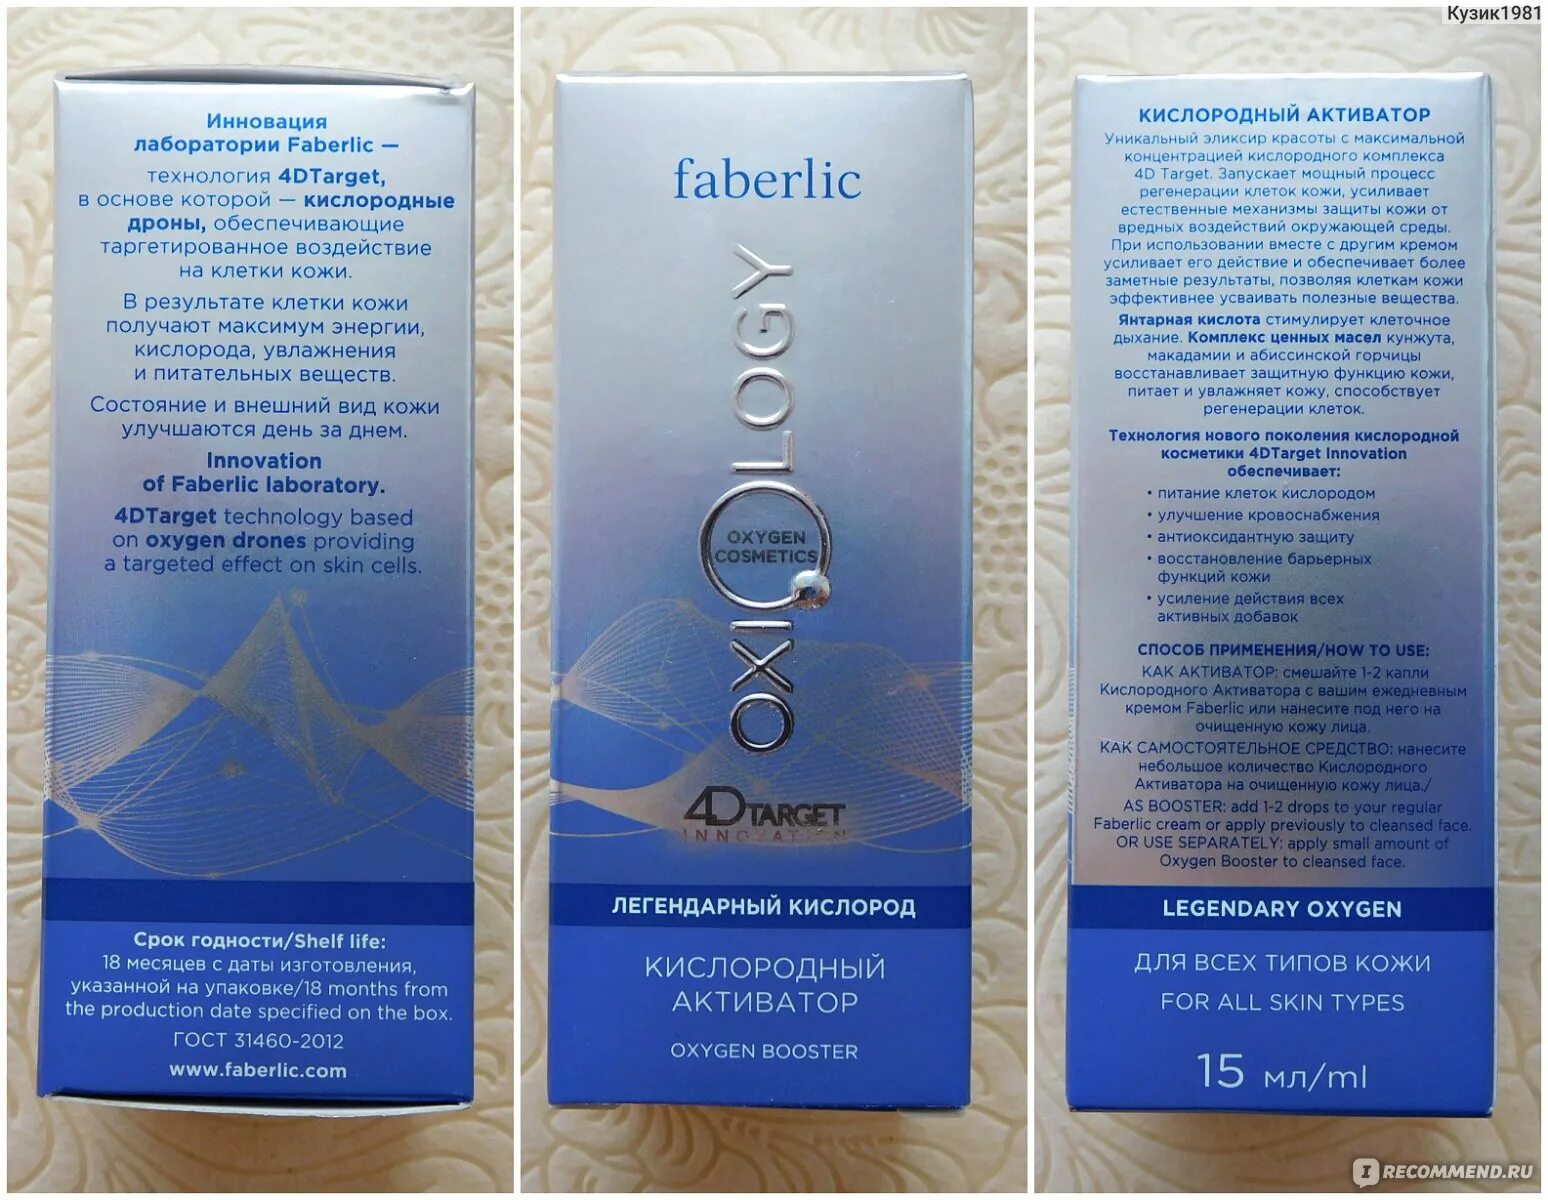 Кузик1981
Инновация
лаборатории Faberlic —
технология 4DTarget,
в основе которой — кислородные
дроны, обеспечивающие
таргетированное воздействие
на клетки кожи.
В результате клетки кожи
получают максимум энергии,
кислорода, увлажнения
и питательных веществ.
Состояние и внешний вид кожи
улучшаются день за днем.
Innovation
of Faberlic laboratory.
4DTarget technology based
on oxygen drones providing
a targeted effect on skin cells.
Срок годности/Shelf life:
18 месяцев с даты изготовления,
указанной на упаковке/18 months from
the production date specified on the box.
ГОСТ 31460-2012
www.faberlic.com
faberlic
OXIOLOGY
OXYGEN
COSMETICS
4DTARGET
INNOVATION
ЛЕГЕНДАРНЫЙ КИСЛОРОД
КИСЛОРОДНЫЙ
АКТИВАТОР
OXYGEN BOOSTER
КИСЛОРОДНЫЙ АКТИВАТОР
Уникальный эликсир красоты с максимальной
концентрацией кислородного комплекса
4D Target. Запускает мощный процесс
регенерации клеток кожи, усиливает
естественные механизмы защиты кожи от
вредных воздействий окружающей среды.
При использовании вместе с другим кремом
усиливает его действие и обеспечивает более
заметные результаты, позволяя клеткам кожи
эффективнее усваивать полезные вещества.
Янтарная кислота стимулирует клеточное
дыхание. Комплекс ценных масел кунжута,
макадамии и абиссинской горчицы
восстанавливает защитную функцию кожи,
питает и увлажняет кожу, способствует
регенерации клеток.
Технология нового поколения кислородной
косметики 4DTarget Innovation
обеспечивает:
• питание клеток кислородом
• улучшение кровоснабжения
• антиоксидантную защиту
• восстановление барьерных
функций кожи
• усиление действия всех
активных добавок
СПОСОБ ПРИМЕНЕНИЯ/HOW TO USE:
КАК АКТИВАТОР: смешайте 1-2 капли
Кислородного Активатора с вашим ежедневным
кремом Faberlic или нанесите под него на
очищенную кожу лица.
КАК САМОСТОЯТЕЛЬНОЕ СРЕДСТВО: нанесите
небольшое количество Кислородного
Активатора на очищенную кожу лица./
AS BOOSTER: add 1-2 drops to your regular
Faberlic cream or apply previously to cleansed face.
OR USE SEPARATELY: apply small amount of
Oxygen Booster to cleansed face.
LEGENDARY OXYGEN
ДЛЯ ВСЕХ ТИПОВ КОЖИ
FOR ALL SKIN TYPES
15 мл/ml
IRECOMMEND.RU